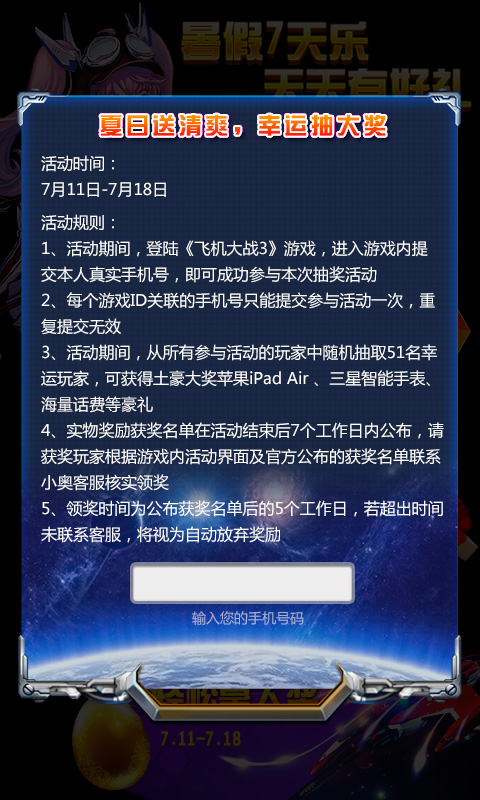 暑假7天乐
天天有好礼
夏日送清爽，幸运抽大奖
活动时间：
7月11日-7月18日
活动规则：
1、活动期间，登陆《飞机大战3》游戏，进入游戏内提
交本人真实手机号，即可成功参与本次抽奖活动
2、每个游戏ID关联的手机号只能提交参与活动一次，重
复提交无效
3、活动期间，从所有参与活动的玩家中随机抽取51名幸
运玩家，可获得土豪大奖苹果iPad Air 、三星智能手表、
海量话费等豪礼
4、实物奖励获奖名单在活动结束后7个工作日内公布，请
获奖玩家根据游戏内活动界面及官方公布的获奖名单联系
小奥客服核实领奖
5、领奖时间为公布获奖名单后的5个工作日，若超出时间
未联系客服，将视为自动放弃奖励
输入您的手机号码
7.11-7.18